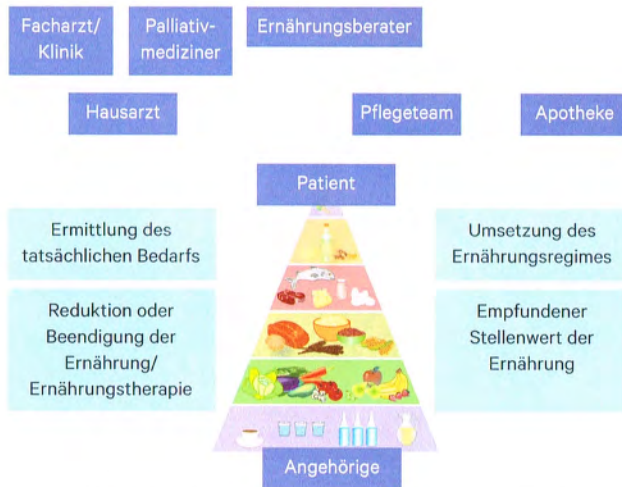 Facharzt/
Klinik
Palliativ-
mediziner
Ernährungsberater
Hausarzt
Pflegeteam
Apotheke
Patient
Ermittlung des
tatsächlichen Bedarfs
Umsetzung des
Ernährungsregimes
Reduktion oder
Beendigung der
Ernährung/
Ernährungstherapie
Empfundener
Stellenwert der
Ernährung
Angehörige